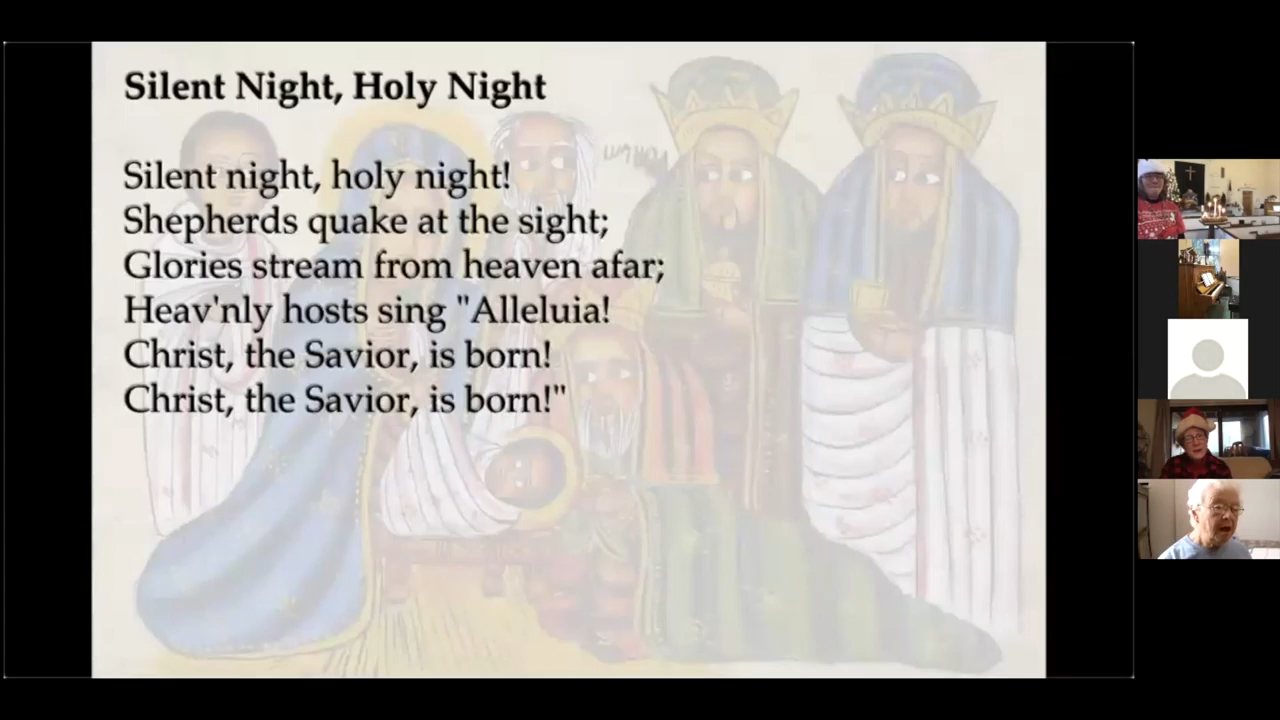 Silent Night, Holy Night
Silent night, holy night!
Shepherds quake at the sight;
Glories stream from heaven afar;
Heav'nly hosts sing "Alleluia!
Christ, the Savior, is born!
Christ, the Savior, is born!"